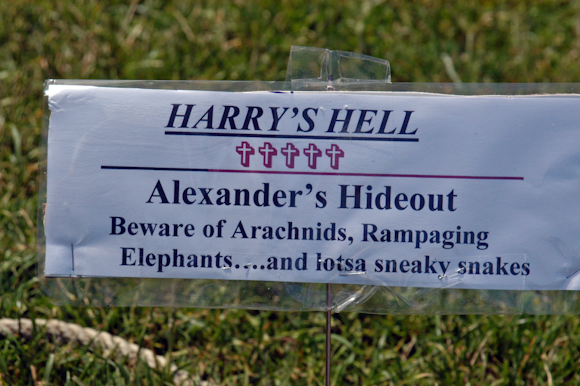 HARRY'S HELL
✞✞✞✞✞
Alexander's Hideout
Beware of Arachnids, Rampaging
Elephants....and lotsa sneaky snakes